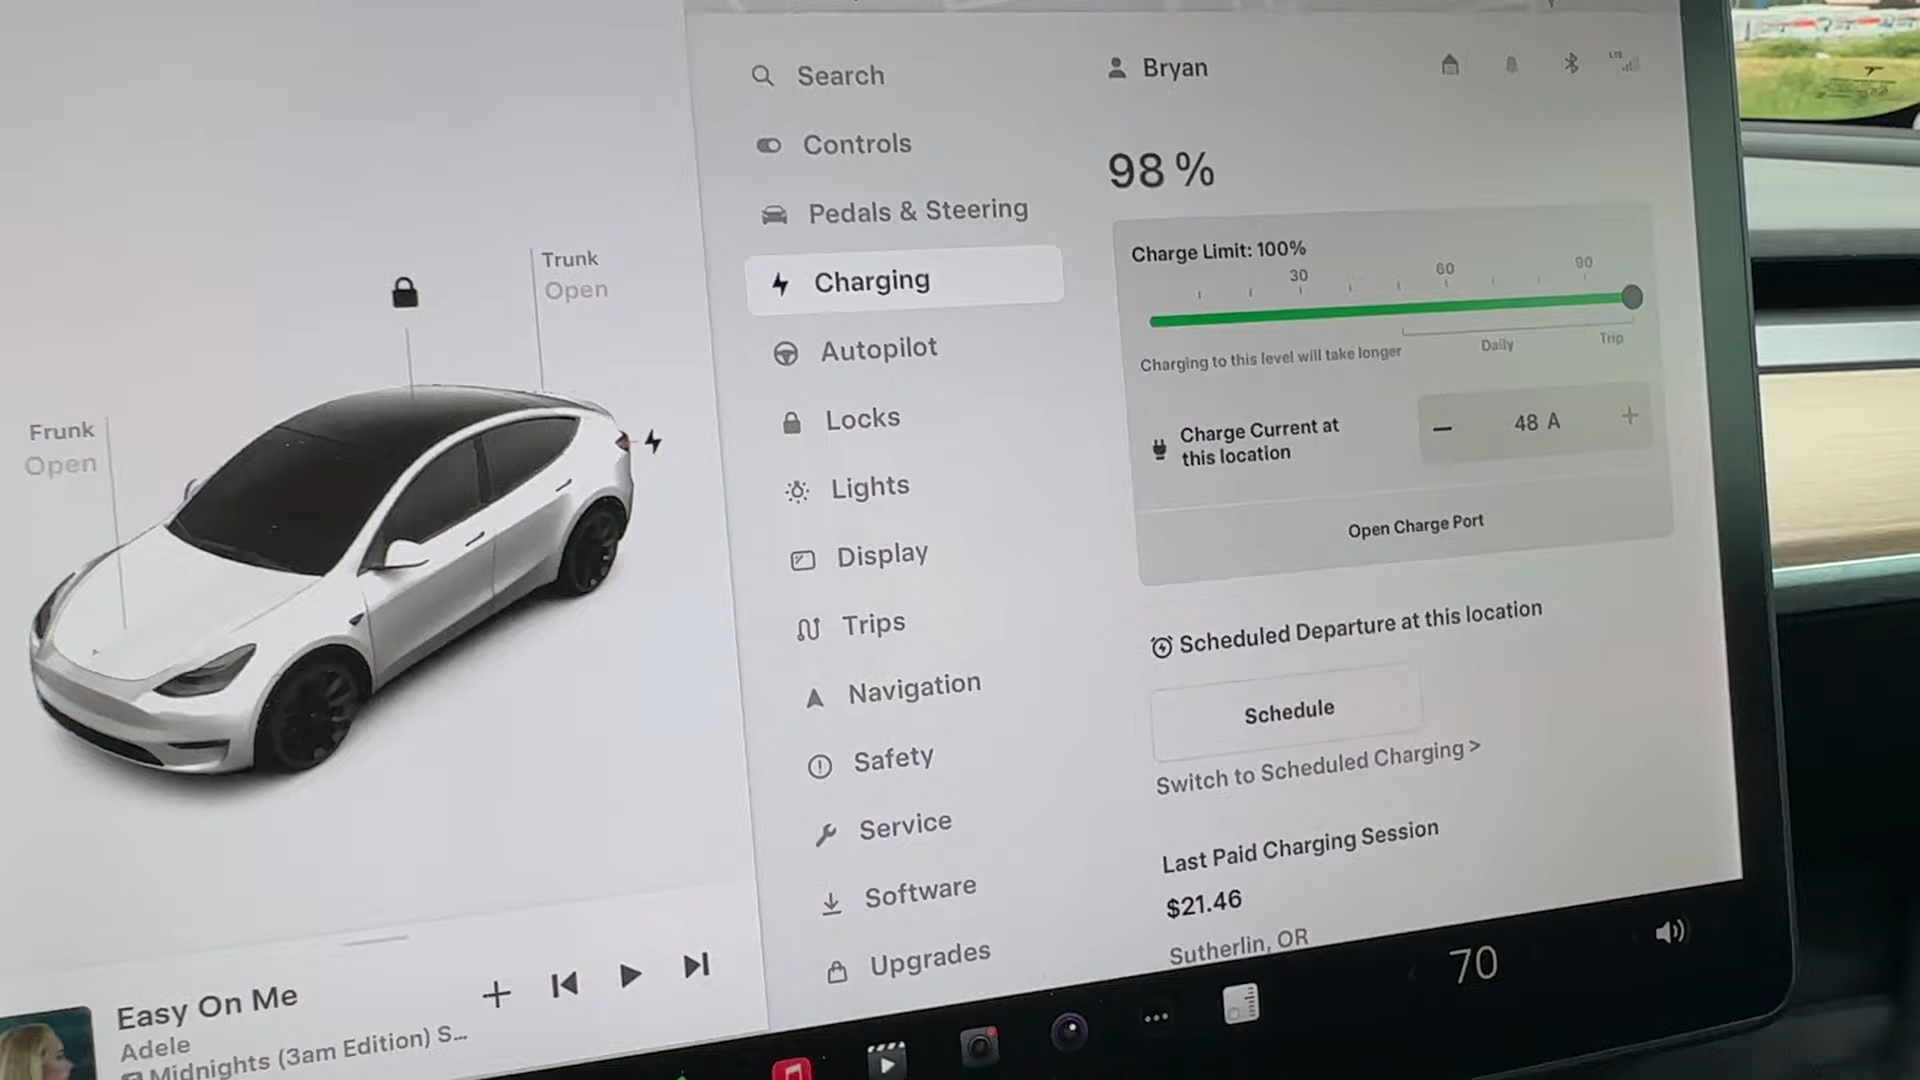 Search
Controls
Pedals & Steering
Charging
Autopilot
Locks
Lights
Display
Trips
Navigation
Safety
Service
Software
Upgrades
Trunk
Open
Frunk
Open
Easy On Me
Adele
Midnights (3am Edition) S...
Bryan
LTE
98 %
Charge Limit: 100%
30
60
90
Daily
Trip
Charging to this level will take longer
Charge Current at
this location
48 A
Open Charge Port
Scheduled Departure at this location
Schedule
Switch to Scheduled Charging >
Last Paid Charging Session
$21.46
Sutherlin, OR
70